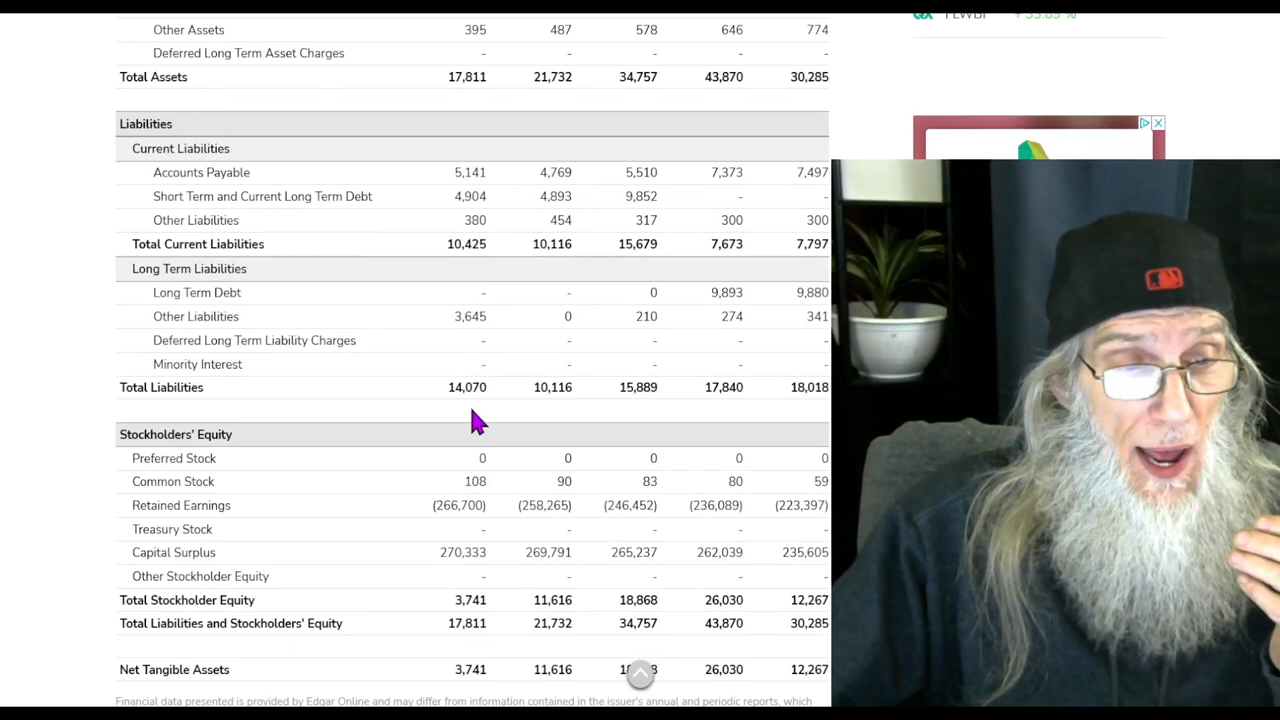 Other Assets 395 487 578 646 774
Deferred Long Term Asset Charges - - - - -
Total Assets 17,811 21,732 34,757 43,870 30,285
Liabilities
Current Liabilities
Accounts Payable 5,141 4,769 5,510 7,373 7,497
Short Term and Current Long Term Debt 4,904 4,893 9,852 - -
Other Liabilities 380 454 317 300 300
Total Current Liabilities 10,425 10,116 15,679 7,673 7,797
Long Term Liabilities
Long Term Debt - - 0 9,893 9,880
Other Liabilities 3,645 0 210 274 341
Deferred Long Term Liability Charges - - - - -
Minority Interest - - - - -
Total Liabilities 14,070 10,116 15,889 17,840 18,018
Stockholders' Equity
Preferred Stock 0 0 0 0 0
Common Stock 108 90 83 80 59
Retained Earnings (266,700) (258,265) (246,452) (236,089) (223,397)
Treasury Stock - - - - -
Capital Surplus 270,333 269,791 265,237 262,039 235,605
Other Stockholder Equity - - - - -
Total Stockholder Equity 3,741 11,616 18,868 26,030 12,267
Total Liabilities and Stockholders' Equity 17,811 21,732 34,757 43,870 30,285
Net Tangible Assets 3,741 11,616 26,030 12,267
Financial data presented is provided by Edgar Online and may differ from information contained in the issuer's annual and periodic reports, which